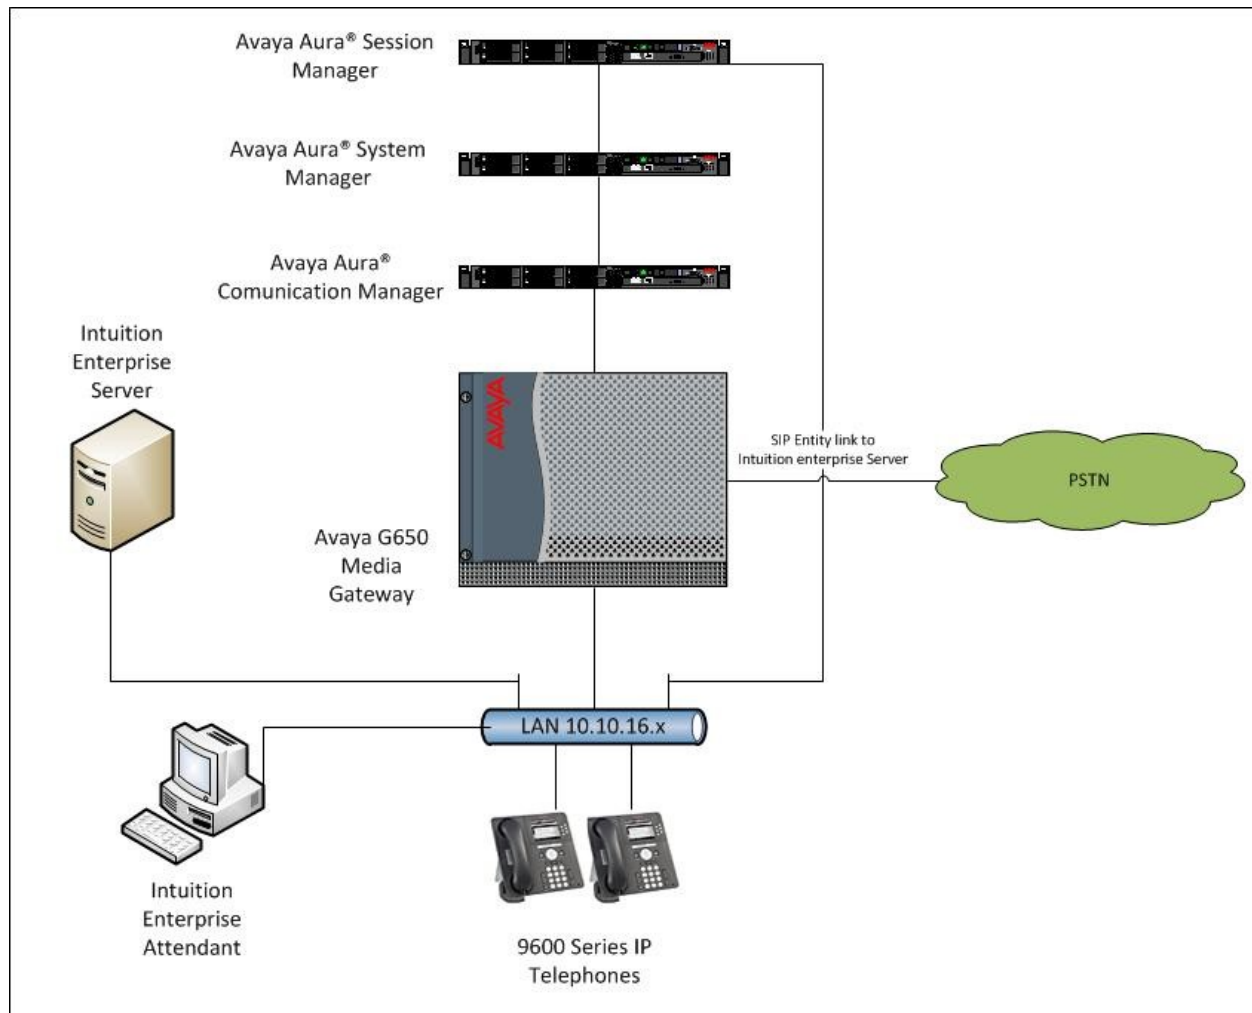 Avaya Aura® Session
Manager
Avaya Aura® System
Manager
Avaya Aura®
Comunication Manager
Intuition
Enterprise
Server
AVAYA
SIP Entity link to
Intuition enterprise Server
PSTN
Avaya G650
Media
Gateway
LAN 10.10.16.x
Intuition
Enterprise
Attendant
9600 Series IP
Telephones